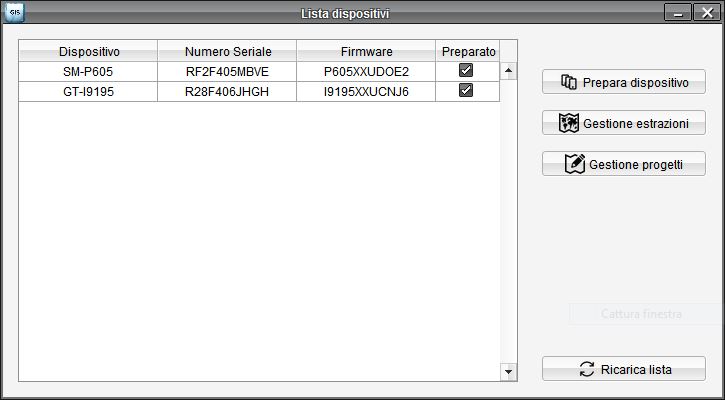 GIS
Lista dispositivi
Dispositivo Numero Seriale Firmware Preparato
SM-P605 RF2F405MBVE P605XXUDOE2
GT-I9195 R28F406JHGH I9195XXUCNJ6
Prepara dispositivo
Gestione estrazioni
Gestione progetti
Cattura finestra
Ricarica lista